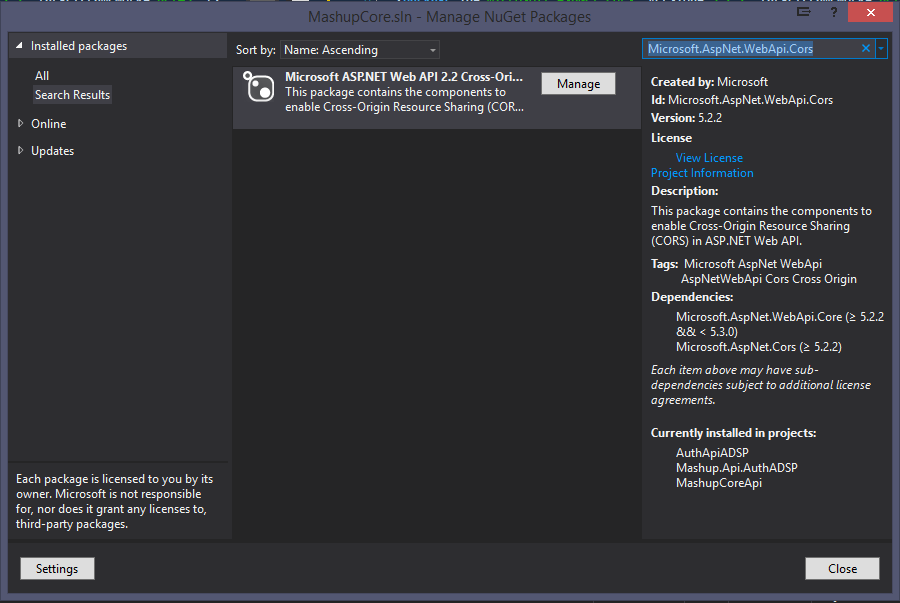 MashupCore.sln - Manage NuGet Packages
?
Installed packages
All
Search Results
Online
Updates
Each package is licensed to you by its
owner. Microsoft is not responsible
for, nor does it grant any licenses to,
third-party packages.
Settings
Sort by: Name: Ascending
Microsoft ASP.NET Web API 2.2 Cross-Ori...
This package contains the components to
enable Cross-Origin Resource Sharing (COR...
Manage
Microsoft.AspNet.WebApi.Cors
Created by: Microsoft
Id: Microsoft.AspNet.WebApi.Cors
Version: 5.2.2
License
View License
Project Information
Description:
This package contains the components to
enable Cross-Origin Resource Sharing
(CORS) in ASP.NET Web API.
Tags: Microsoft AspNet WebApi
AspNetWebApi Cors Cross Origin
Dependencies:
Microsoft.AspNet.WebApi.Core (≥ 5.2.2
&& < 5.3.0)
Microsoft.AspNet.Cors (≥ 5.2.2)
Each item above may have sub-
dependencies subject to additional license
agreements.
Currently installed in projects:
AuthApiADSP
Mashup.Api.AuthADSP
MashupCoreApi
Close